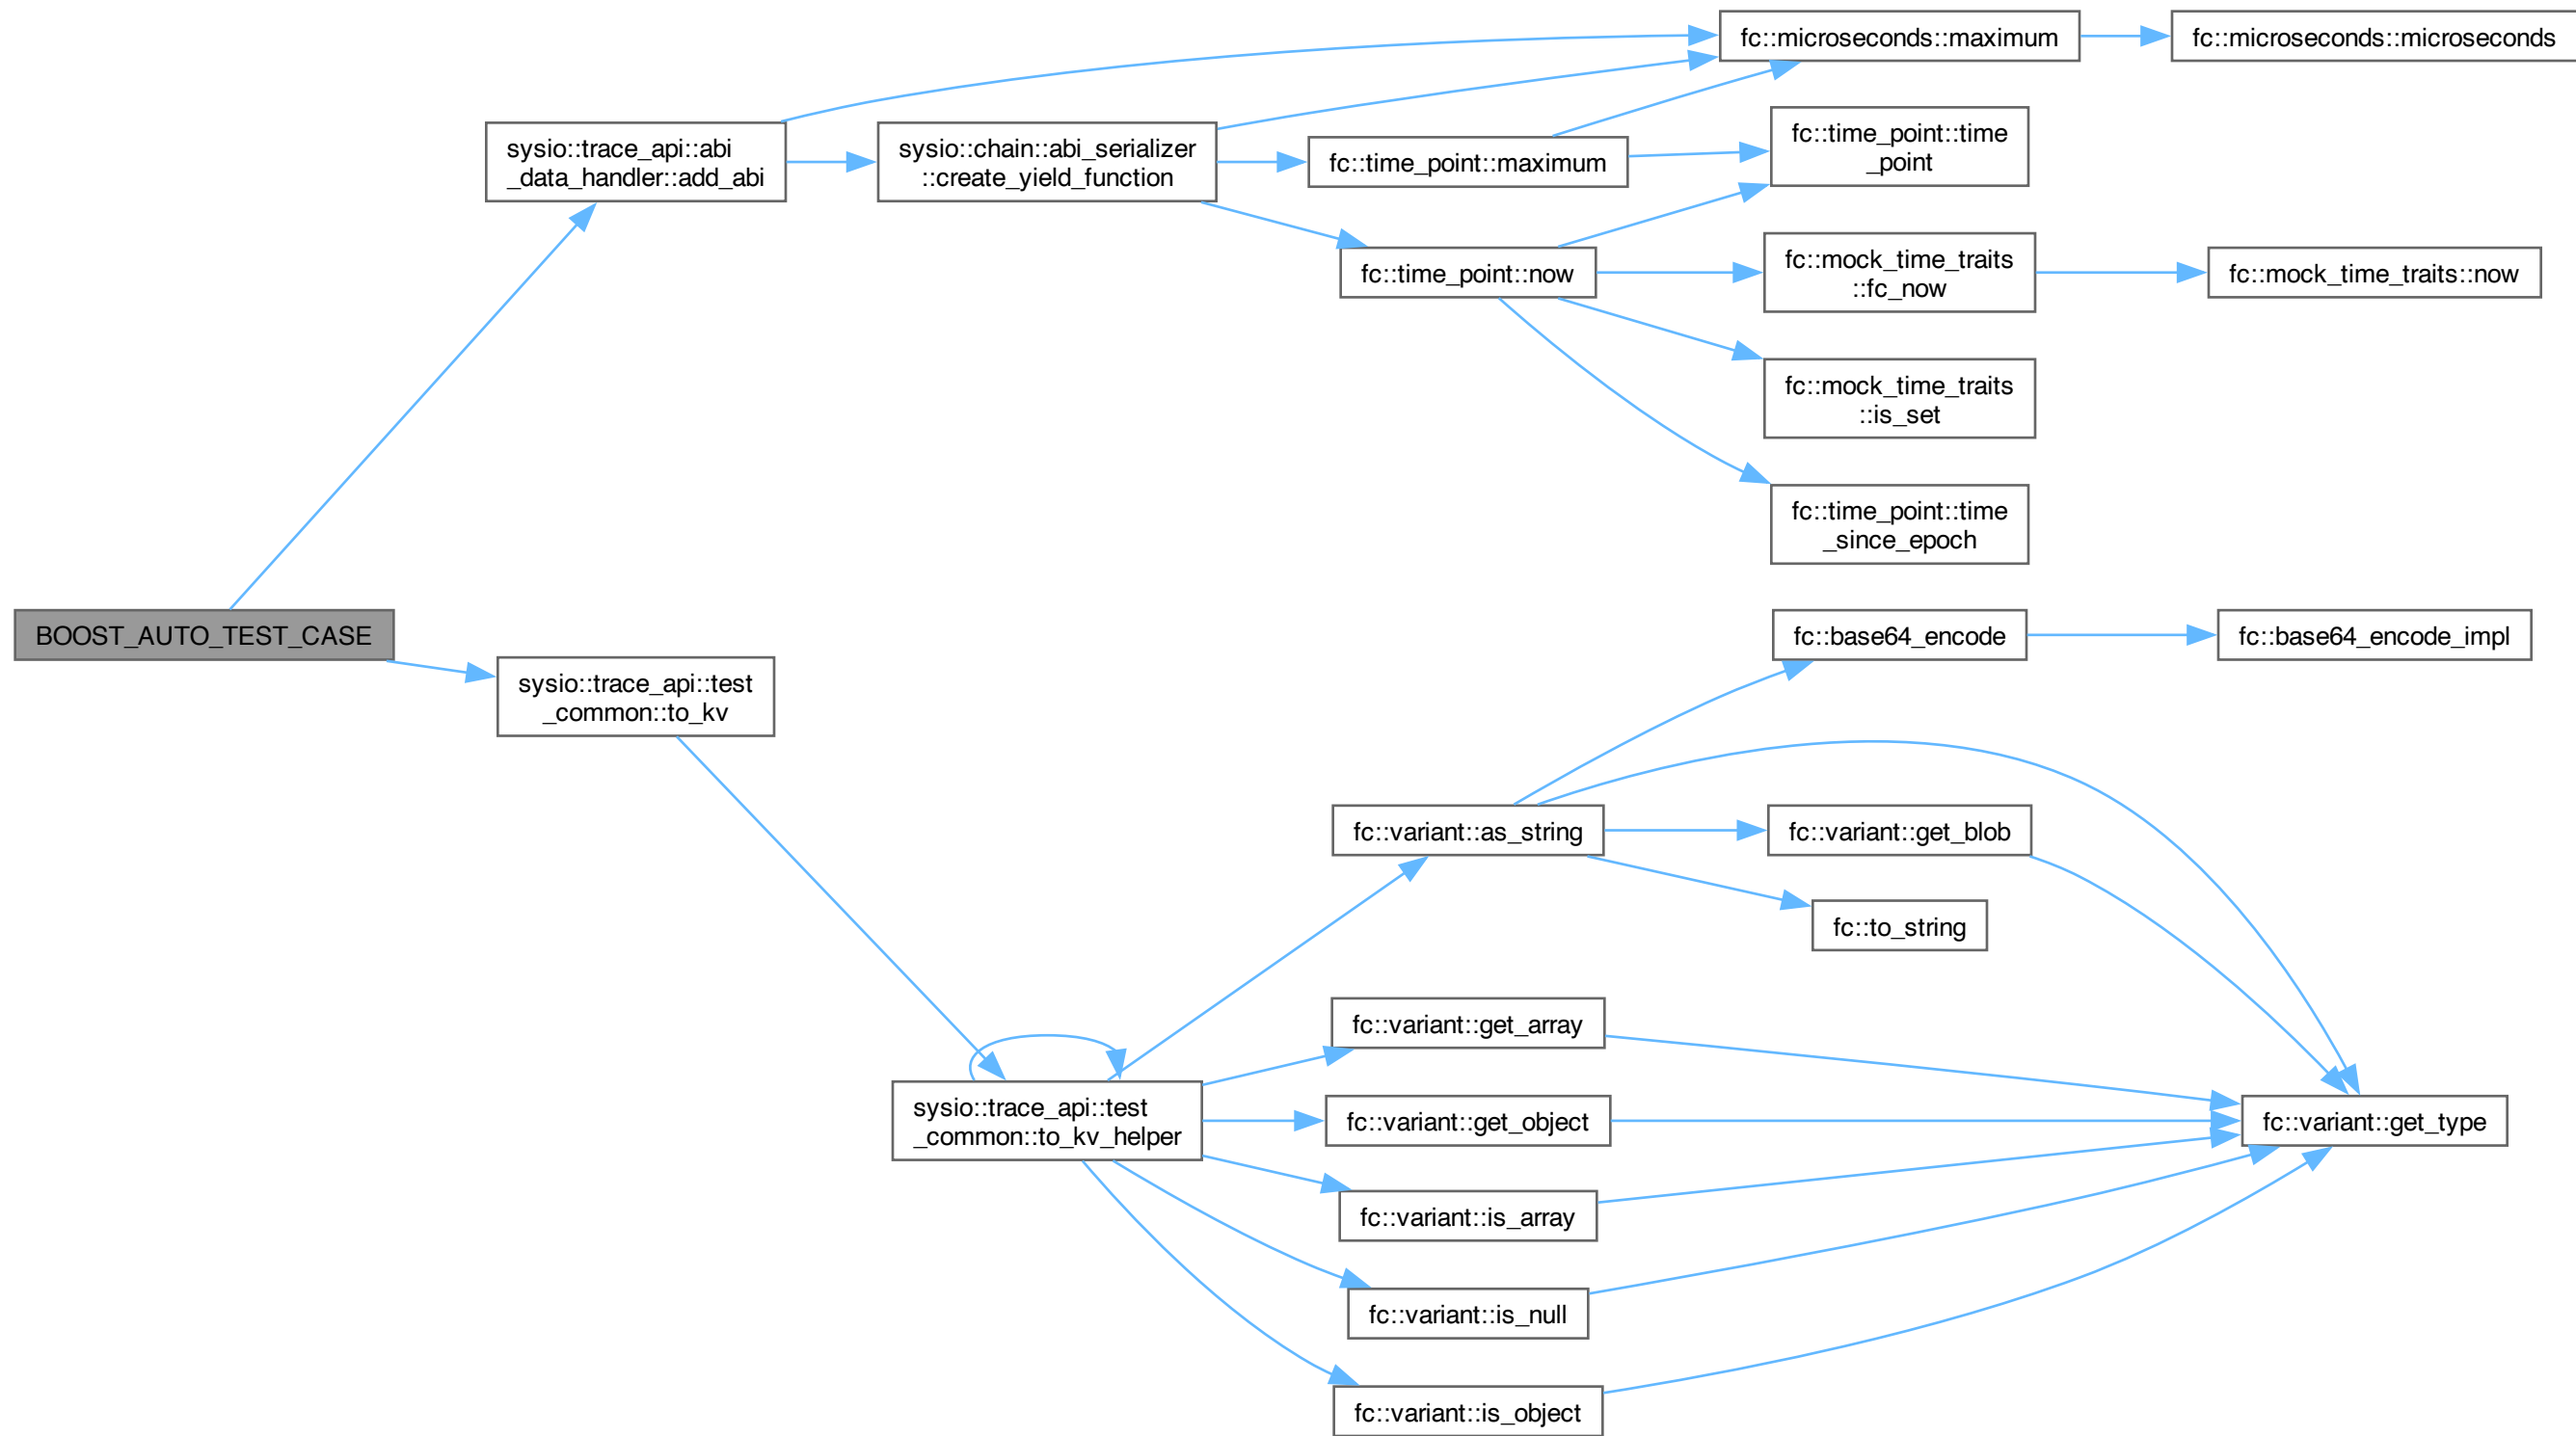 fc::microseconds::maximum
fc::microseconds::microseconds
sysio::trace_api::abi
_data_handler::add_abi
sysio::chain::abi_serializer
::create_yield_function
fc::time_point::maximum
fc::time_point::time
_point
fc::time_point::now
fc::mock_time_traits
::fc_now
fc::mock_time_traits::now
fc::mock_time_traits
::is_set
fc::time_point::time
_since_epoch
BOOST_AUTO_TEST_CASE
sysio::trace_api::test
_common::to_kv
fc::base64_encode
fc::base64_encode_impl
fc::variant::as_string
fc::variant::get_blob
fc::to_string
fc::variant::get_array
sysio::trace_api::test
_common::to_kv_helper
fc::variant::get_object
fc::variant::get_type
fc::variant::is_array
fc::variant::is_null
fc::variant::is_object